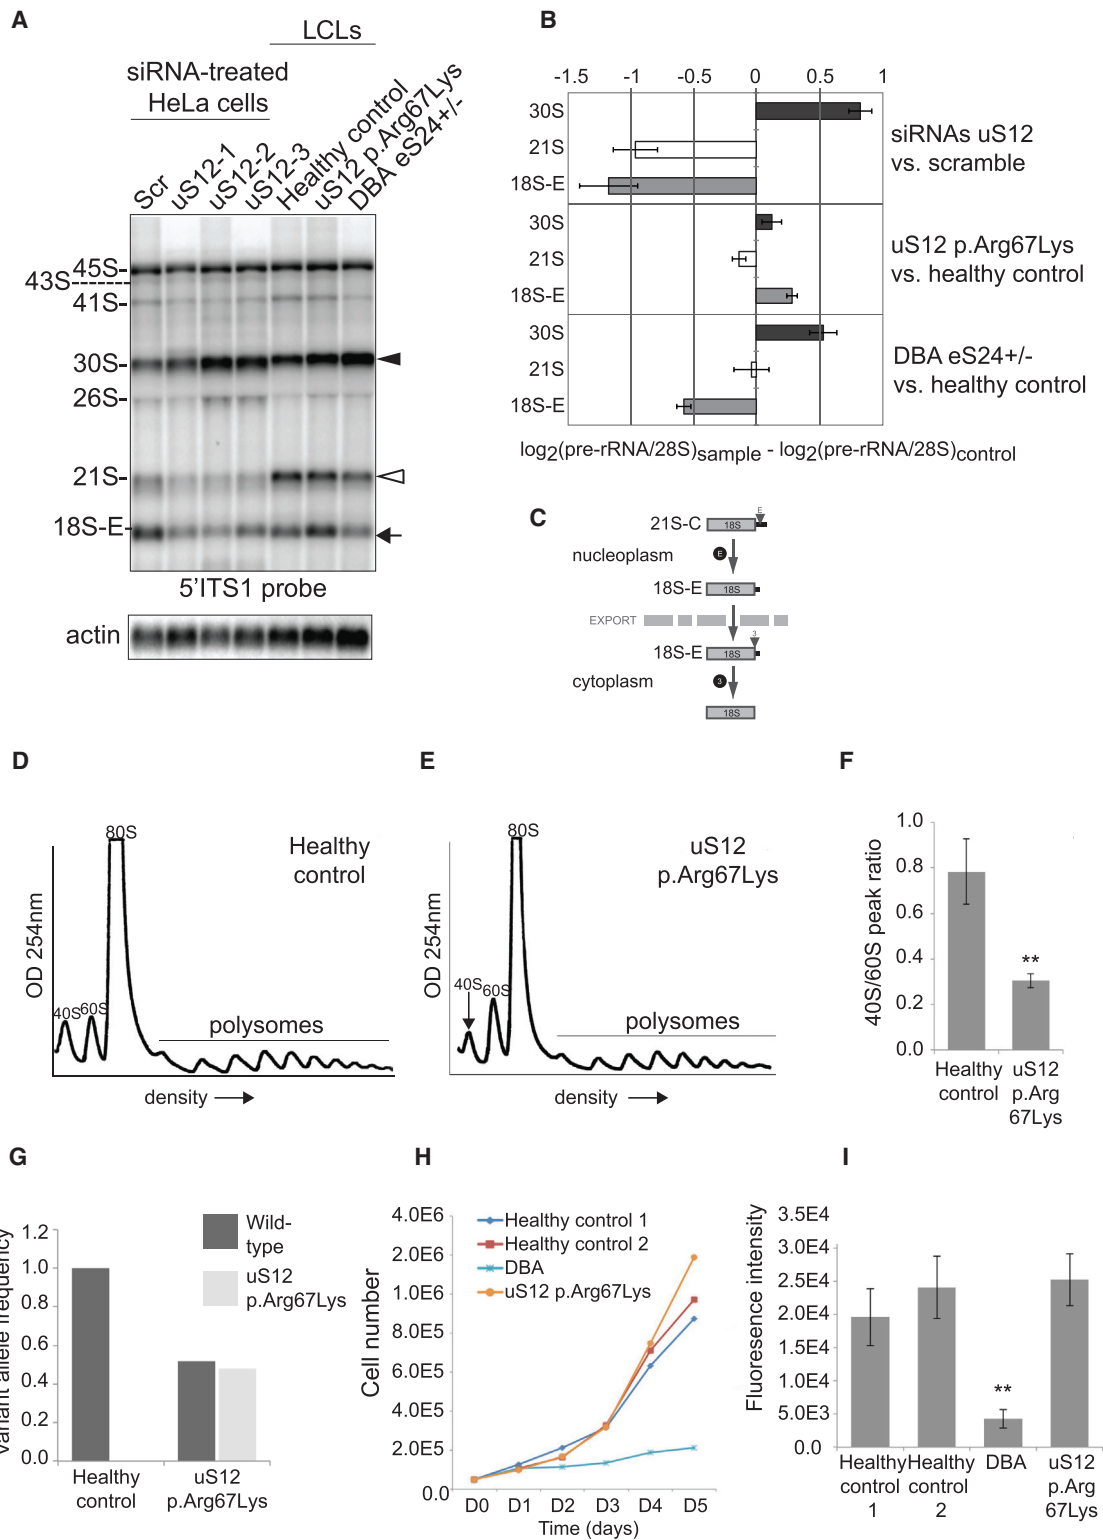 A
LCLs
siRNA-treated
HeLa cells
Scr
uS12-1
uS12-2
uS12-3
Healthy control
uS12 p.Arg67Lys
DBA eS24+/-
45S-
43S
41S-
30S-
26S-
21S-
18S-E
5'ITS1 probe
actin
B
-1.5 -1 -0.5 0 0.5 1
30S
21S
18S-E
siRNAs uS12
vs. scramble
30S
21S
18S-E
uS12 p.Arg67Lys
vs. healthy control
30S
21S
18S-E
DBA eS24+/-
vs. healthy control
log2(pre-rRNA/28S)sample - log2(pre-rRNA/28S)control
C
E
21S-C 18S
nucleoplasm E
18S-E 18S
EXPORT
3
18S-E 18S
cytoplasm 3
18S
D
80S
Healthy
control
OD 254nm
40S 60S
polysomes
density
E
80S
uS12
p.Arg67Lys
OD 254nm
40S 60S
polysomes
density
F
40S/60S peak ratio
1.0
0.8
0.6
0.4
0.2
0.0
**
Healthy
control
uS12
p.Arg
67Lys
G
variant allele frequency
1.2
1.0
0.8
0.6
0.4
0.2
0.0
Wild-
type
uS12
p.Arg67Lys
Healthy
control
uS12
p.Arg67Lys
H
Cell number
4.0E6
2.0E6
1.0E6
8.0E5
6.0E5
4.0E5
2.0E5
0.0
Healthy control 1
Healthy control 2
DBA
uS12 p.Arg67Lys
D0 D1 D2 D3 D4 D5
Time (days)
I
Fluoresence intensity
3.5E4
3.0E4
2.5E4
2.0E4
1.5E4
1.0E4
5.0E3
0.0
**
Healthy
control
1
Healthy
control
2
DBA
uS12
p.Arg
67Lys